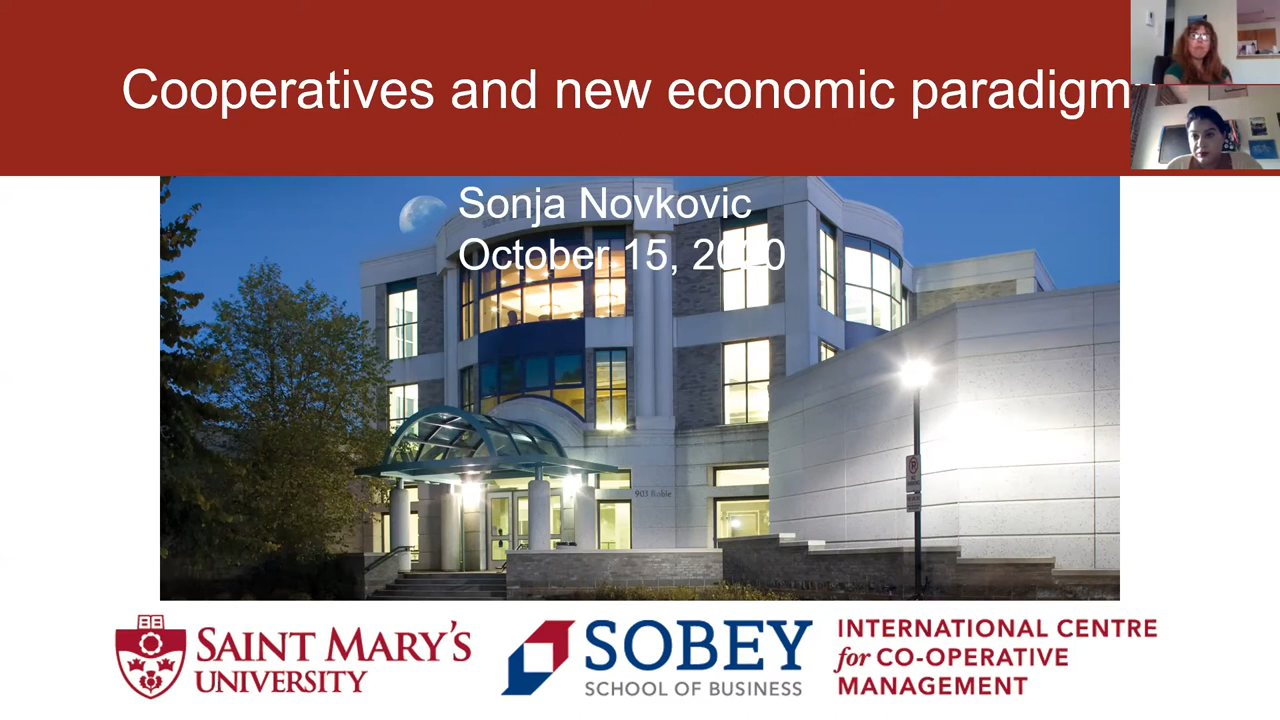 Cooperatives and new economic paradigm
Sonja Novkovic
October 15, 2020
903 Robie
SAINT MARY'S
UNIVERSITY
SOBEY
SCHOOL OF BUSINESS
INTERNATIONAL CENTRE
for CO-OPERATIVE
MANAGEMENT